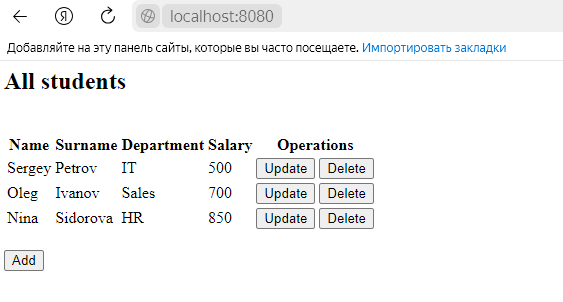 Я localhost:8080
Добавляйте на эту панель сайты, которые вы часто посещаете. Импортировать закладки
All students
Name Surname Department Salary Operations
Sergey Petrov IT 500 Update Delete
Oleg Ivanov Sales 700 Update Delete
Nina Sidorova HR 850 Update Delete
Add